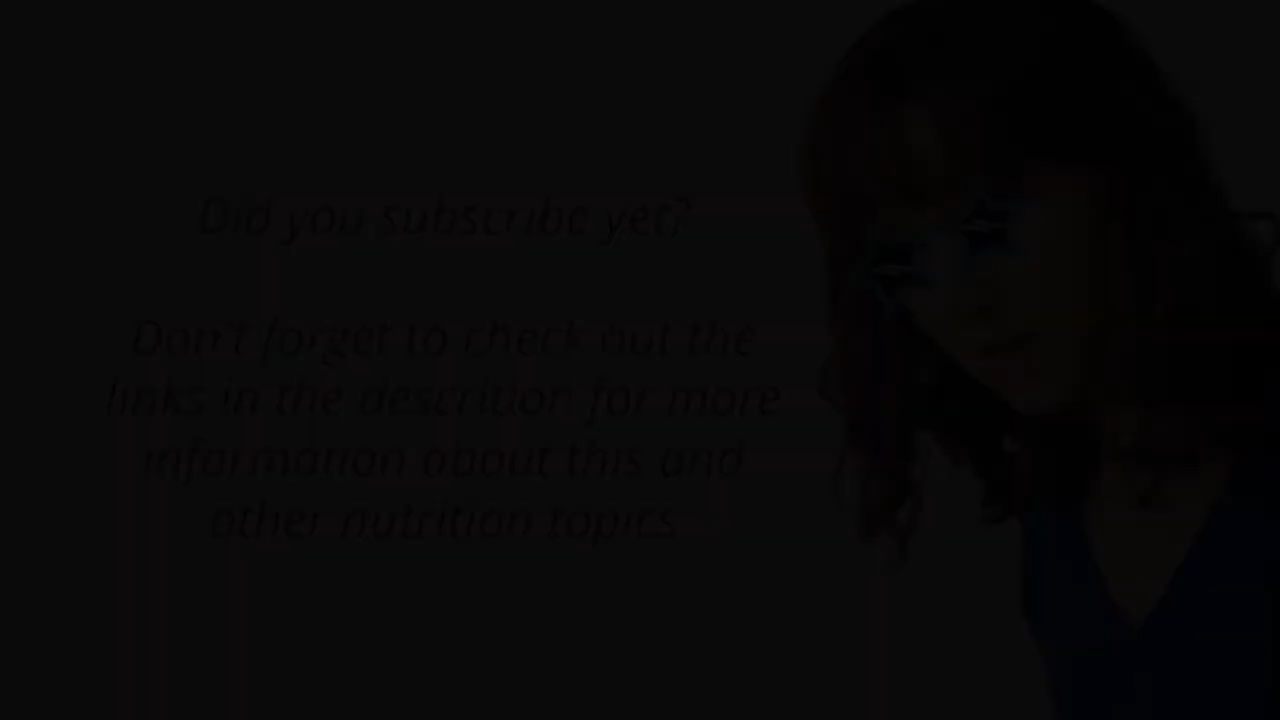 Did you subscribe yet?
Don't forget to check out the
links in the descrition for more
information about this and
other nutrition topics